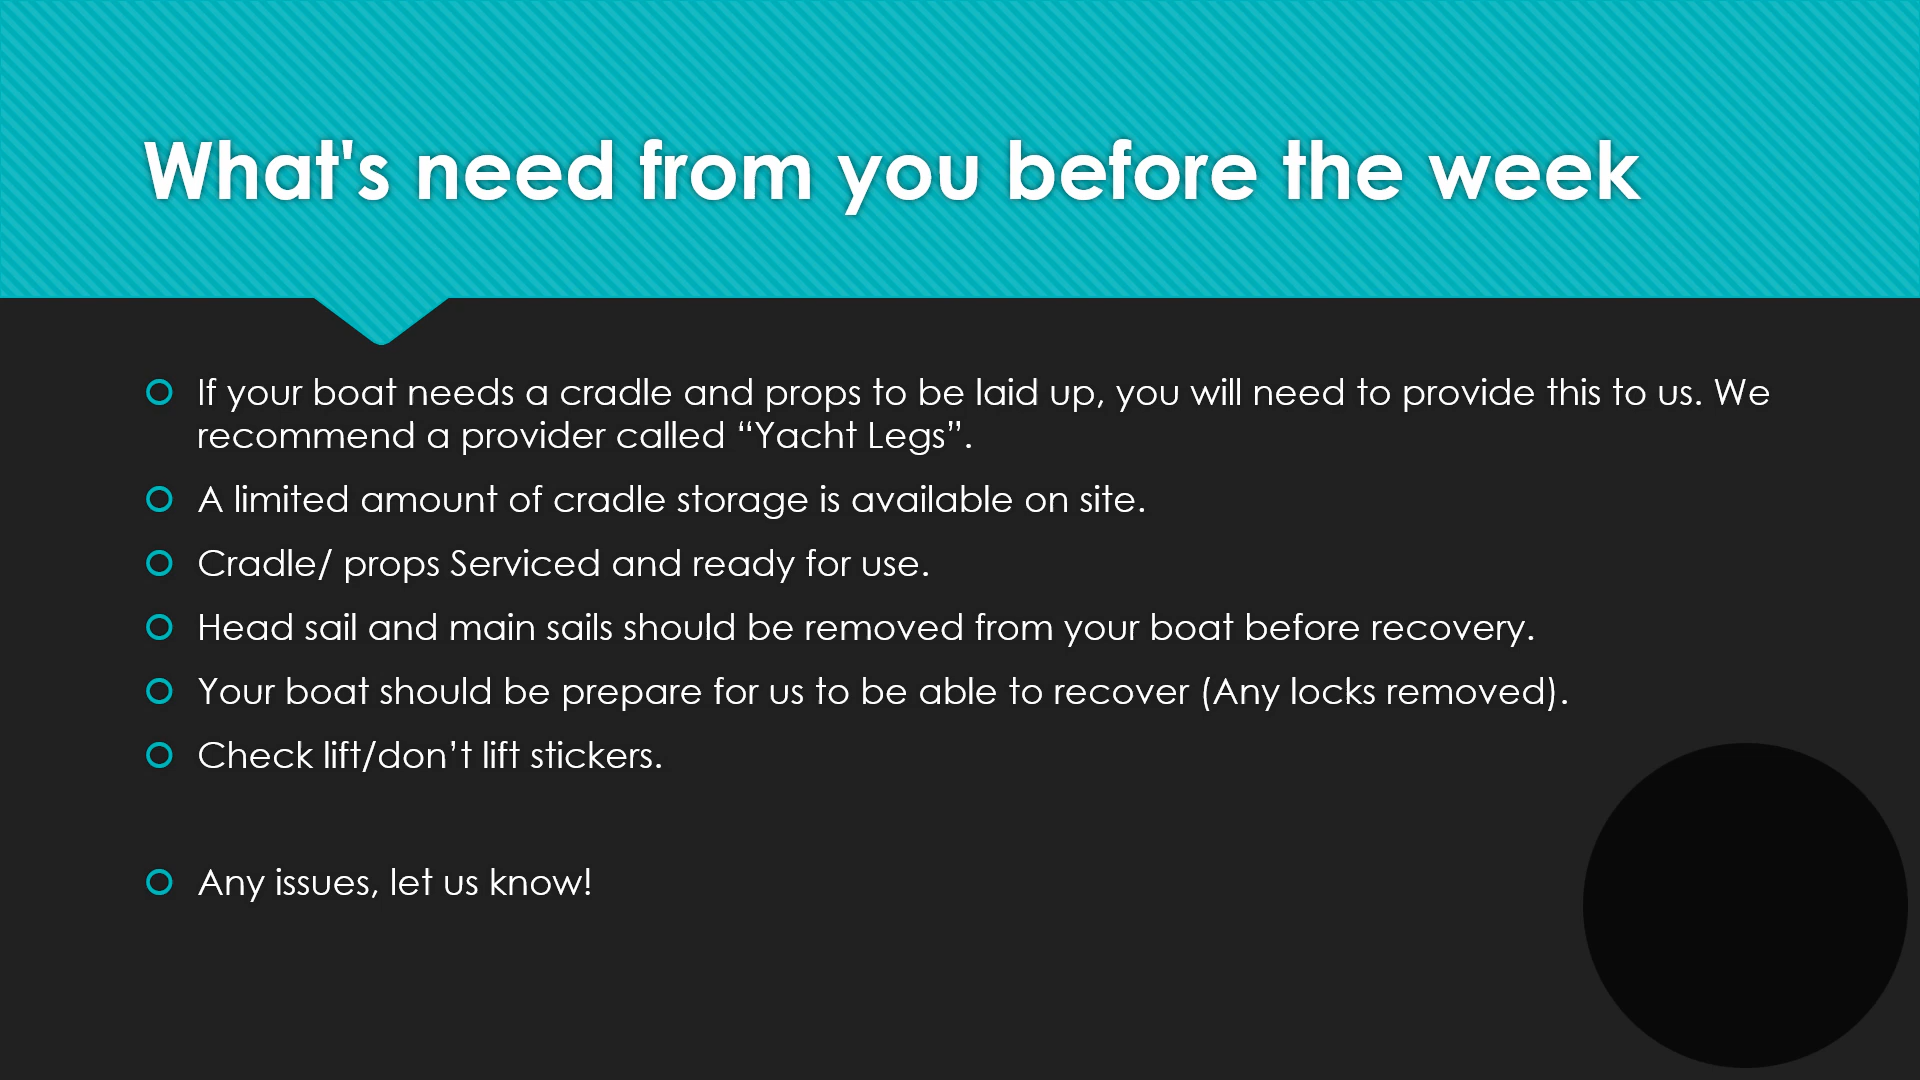 What's need from you before the week
If your boat needs a cradle and props to be laid up, you will need to provide this to us. We
recommend a provider called “Yacht Legs”.
A limited amount of cradle storage is available on site.
Cradle/ props Serviced and ready for use.
Head sail and main sails should be removed from your boat before recovery.
Your boat should be prepare for us to be able to recover (Any locks removed).
Check lift/don’t lift stickers.
Any issues, let us know!